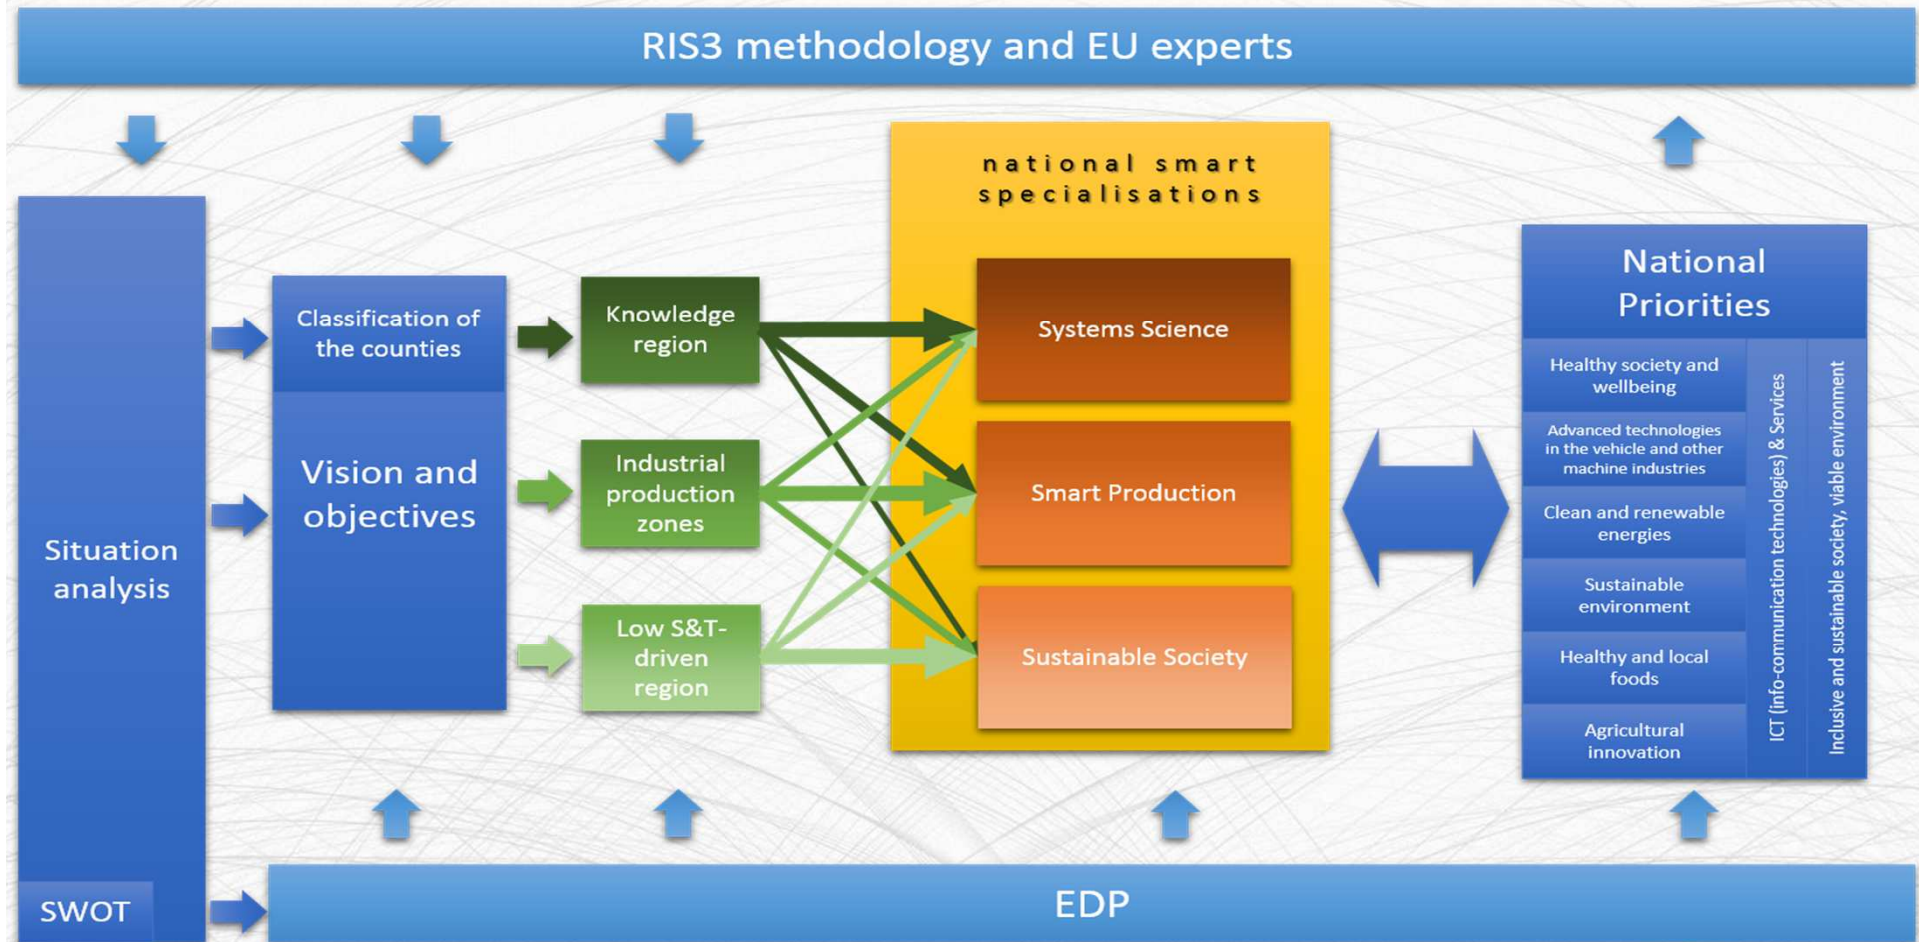 RIS3 methodology and EU experts
national smart
specialisations
Situation
analysis
SWOT
Classification of
the counties
Vision and
objectives
Knowledge
region
Industrial
production
zones
Low S&T-
driven
region
Systems Science
Smart Production
Sustainable Society
National
Priorities
Healthy society and
wellbeing
Advanced technologies
in the vehicle and other
machine industries
Clean and renewable
energies
Sustainable
environment
Healthy and local
foods
Agricultural
innovation
ICT (info-communication technologies) & Services
Inclusive and sustainable society, viable environment
EDP